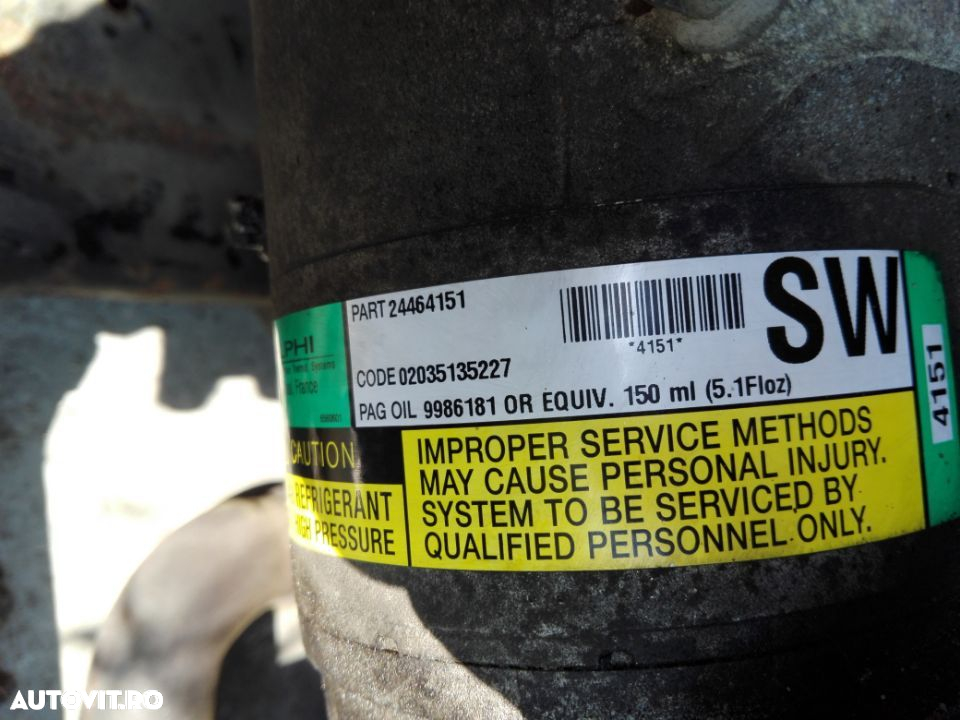 PART 24464151
*4151*
SW
CODE 02035135227
PAG OIL 9986181 OR EQUIV. 150 ml (5.1Floz)
France
4151
CAUTION
REFRIGERANT
HIGH PRESSURE
IMPROPER SERVICE METHODS
MAY CAUSE PERSONAL INJURY.
SYSTEM TO BE SERVICED BY
QUALIFIED PERSONNEL ONLY.
AUTOVIT.RO